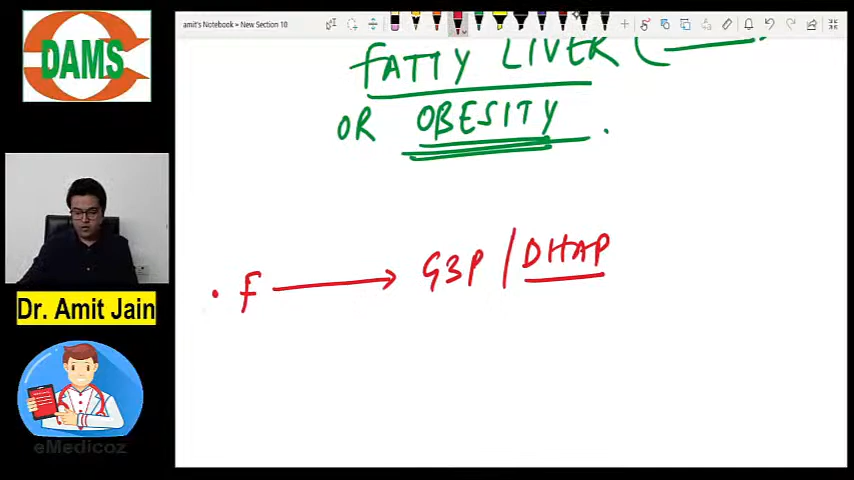 amit's Notebook > New Section 10
DAMS
FATTY LIVER (
OR OBESITY .
• F → G3P / DHAP
Dr. Amit Jain
eMedicoz